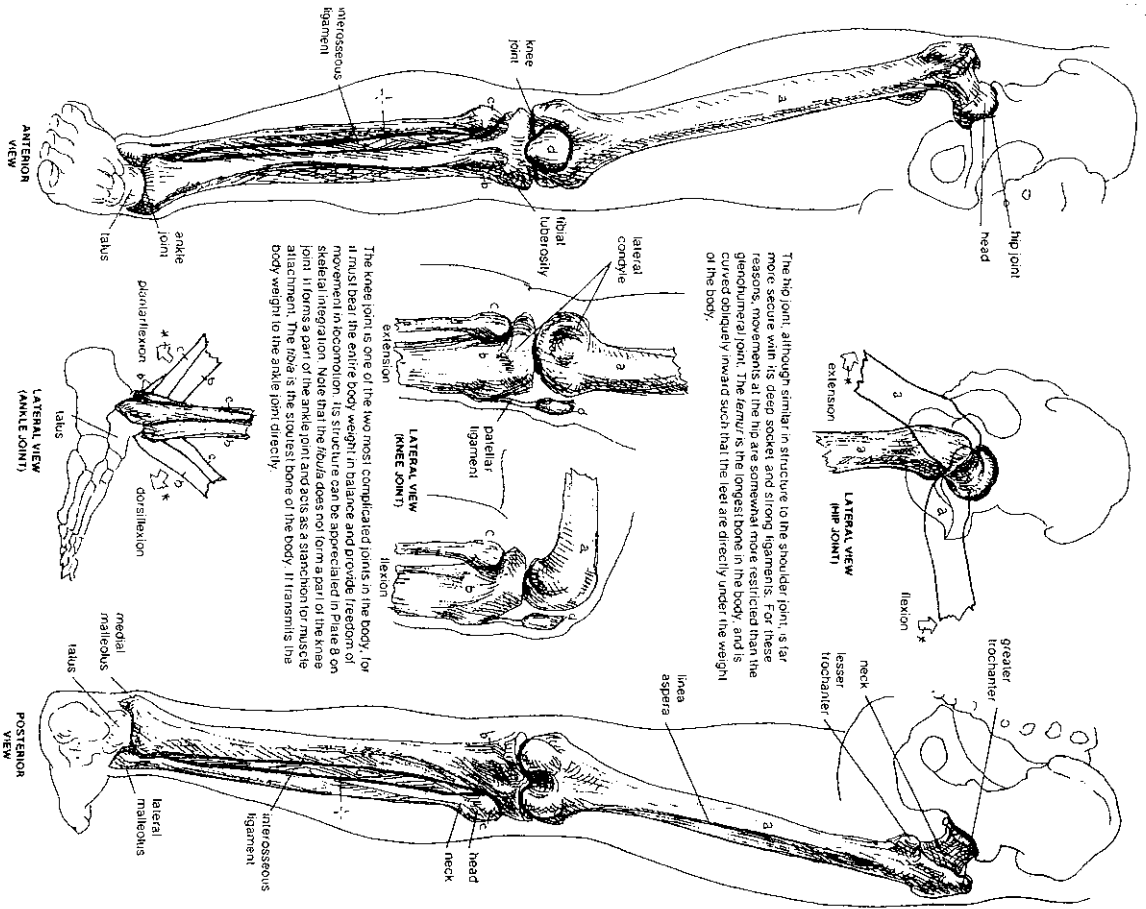 interosseous
ligament
knee
joint
c
a
d
b
hip joint
head
tibial
tuberosity
ankle
joint
talus
ANTERIOR
VIEW
The hip joint, although similar in structure to the shoulder joint, is far
more secure with its deep socket and strong ligaments. For these
reasons, movements at the hip are somewhat more restricted than the
glenohumeral joint. The femur is the longest bone in the body, and is
curved obliquely inward such that the feet are directly under the weight
of the body.
extension
a
a
a
flexion
LATERAL VIEW
(HIP JOINT)
lateral
condyle
a
b
c
d
extension
patellar
ligament
LATERAL VIEW
(KNEE JOINT)
a
b
c
d
flexion
The knee joint is one of the two most complicated joints in the body, for
it must bear the entire body weight in balance and provide freedom of
movement in locomotion. Its structure can be appreciated in Plate 8 on
skeletal integration. Note that the fibula does not form a part of the knee
joint. It forms a part of the ankle joint and acts as a stanchion for muscle
attachment. The tibia is the stoutest bone of the body. It transmits the
body weight to the ankle joint directly.
plantarflexion
c
b
c
b
c
b
dorsiflexion
talus
LATERAL VIEW
(ANKLE JOINT)
greater
trochanter
neck
lesser
trochanter
linea
aspera
a
b
c
head
neck
interosseous
ligament
medial
malleolus
talus
lateral
malleolus
POSTERIOR
VIEW